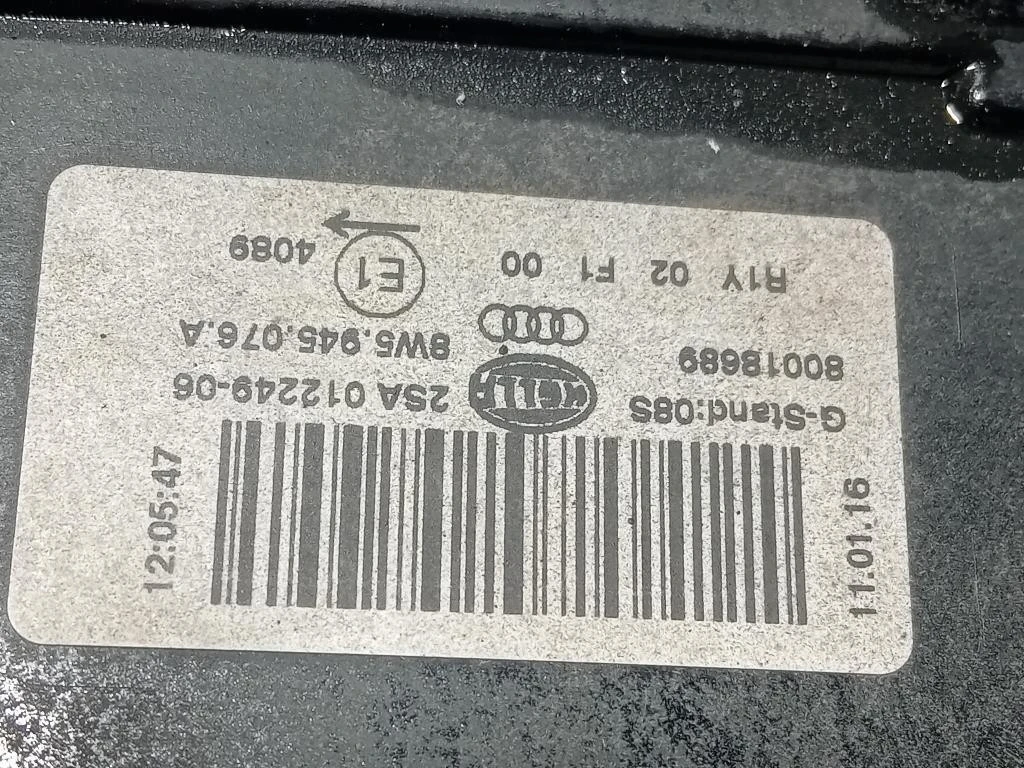 11.01.16
12:05:47
G-Stand:08S
HELLA
2SA 012249-06
80018689
8W5.945.076.A
R1Y 02 F1 00
E1
4089